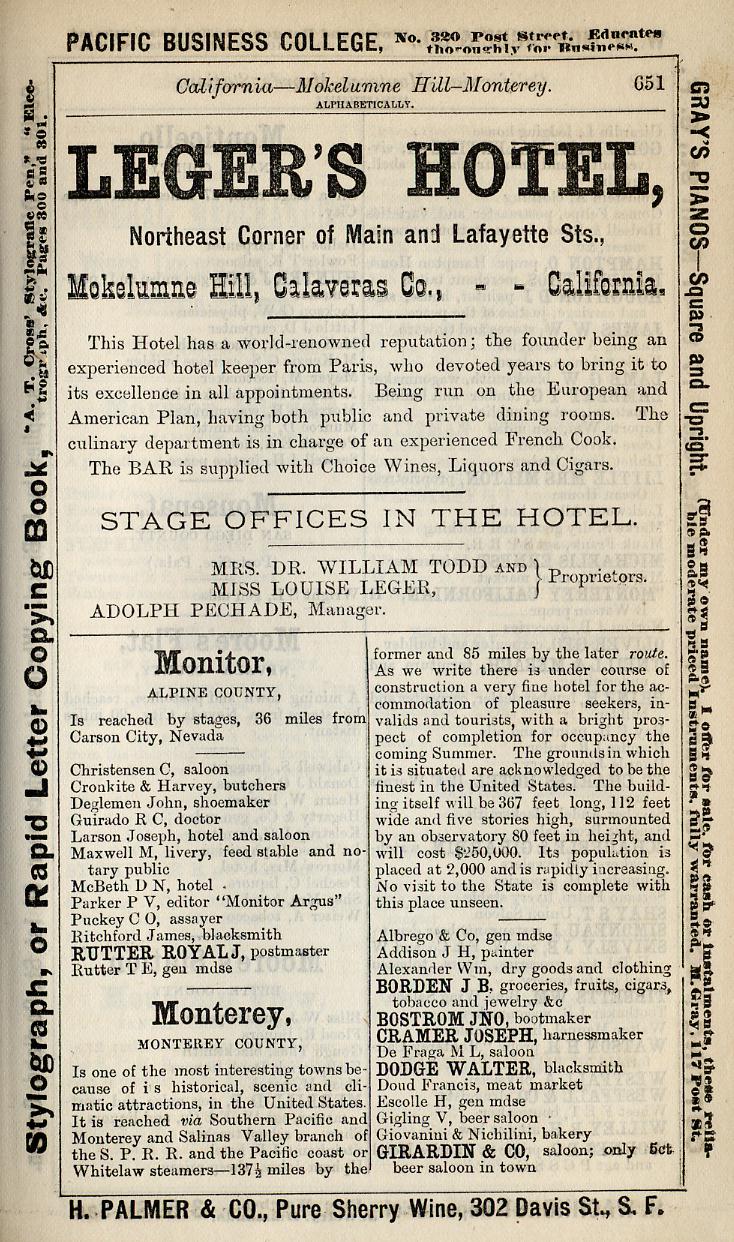 PACIFIC BUSINESS COLLEGE, No. 320 Post Street. Educates
thoroughly for Business.
California—Mokelumne Hill–Monterey. 651
ALPHABETICALLY.
LEGER'S HOTEL,
Northeast Corner of Main and Lafayette Sts.,
Mokelumne Hill, Calaveras Co., - - California.
This Hotel has a world-renowned reputation; the founder being an
experienced hotel keeper from Paris, who devoted years to bring it to
its excellence in all appointments. Being run on the European and
American Plan, having both public and private dining rooms. The
culinary department is in charge of an experienced French Cook.
The BAR is supplied with Choice Wines, Liquors and Cigars.
STAGE OFFICES IN THE HOTEL.
MRS. DR. WILLIAM TODD AND
MISS LOUISE LEGER,
} Proprietors.
ADOLPH PECHADE, Manager.
Monitor,
ALPINE COUNTY,
Is reached by stages, 36 miles from
Carson City, Nevada
Christensen C, saloon
Cronkite & Harvey, butchers
Deglemen John, shoemaker
Guirado R C, doctor
Larson Joseph, hotel and saloon
Maxwell M, livery, feed stable and no-
tary public
McBeth D N, hotel
Parker P V, editor "Monitor Argus"
Puckey C O, assayer
Ritchford James, blacksmith
RUTTER ROYAL J, postmaster
Rutter T E, gen mdse
Monterey,
MONTEREY COUNTY,
Is one of the most interesting towns be-
cause of i s historical, scenic and cli-
matic attractions, in the United States.
It is reached via Southern Pacific and
Monterey and Salinas Valley branch of
the S. P. R. R. and the Pacific coast or
Whitelaw steamers—137½ miles by the
former and 85 miles by the later route.
As we write there is under course of
construction a very fine hotel for the ac-
commodation of pleasure seekers, in-
valids and tourists, with a bright pros-
pect of completion for occupancy the
coming Summer. The grounds in which
it is situated are acknowledged to be the
finest in the United States. The build-
ing itself will be 367 feet long, 112 feet
wide and five stories high, surmounted
by an observatory 80 feet in height, and
will cost $250,000. Its population is
placed at 2,000 and is rapidly increasing.
No visit to the State is complete with
this place unseen.
Albrego & Co, gen mdse
Addison J H, painter
Alexander Wm, dry goods and clothing
BORDEN J B, groceries, fruits, cigars,
tobacco and jewelry &c
BOSTROM JNO, bootmaker
CRAMER JOSEPH, harnessmaker
De Fraga M L, saloon
DODGE WALTER, blacksmith
Doud Francis, meat market
Escolle H, gen mdse
Gigling V, beer saloon
Giovanini & Nichilini, bakery
GIRARDIN & CO, saloon; only 5ct
beer saloon in town
H. PALMER & CO., Pure Sherry Wine, 302 Davis St., S. F.
Stylograph, or Rapid Letter Copying Book, "A. T. Cross' Stylografic Pen," "Elec-
trograph, &c. Pages 300 and 301.
GRAY'S PIANOS—Square and Upright. (Under my own name). I offer for sale, for cash or instalments, these relia-
ble moderate priced Instruments, fully warranted. M. Gray, 117 Post St.